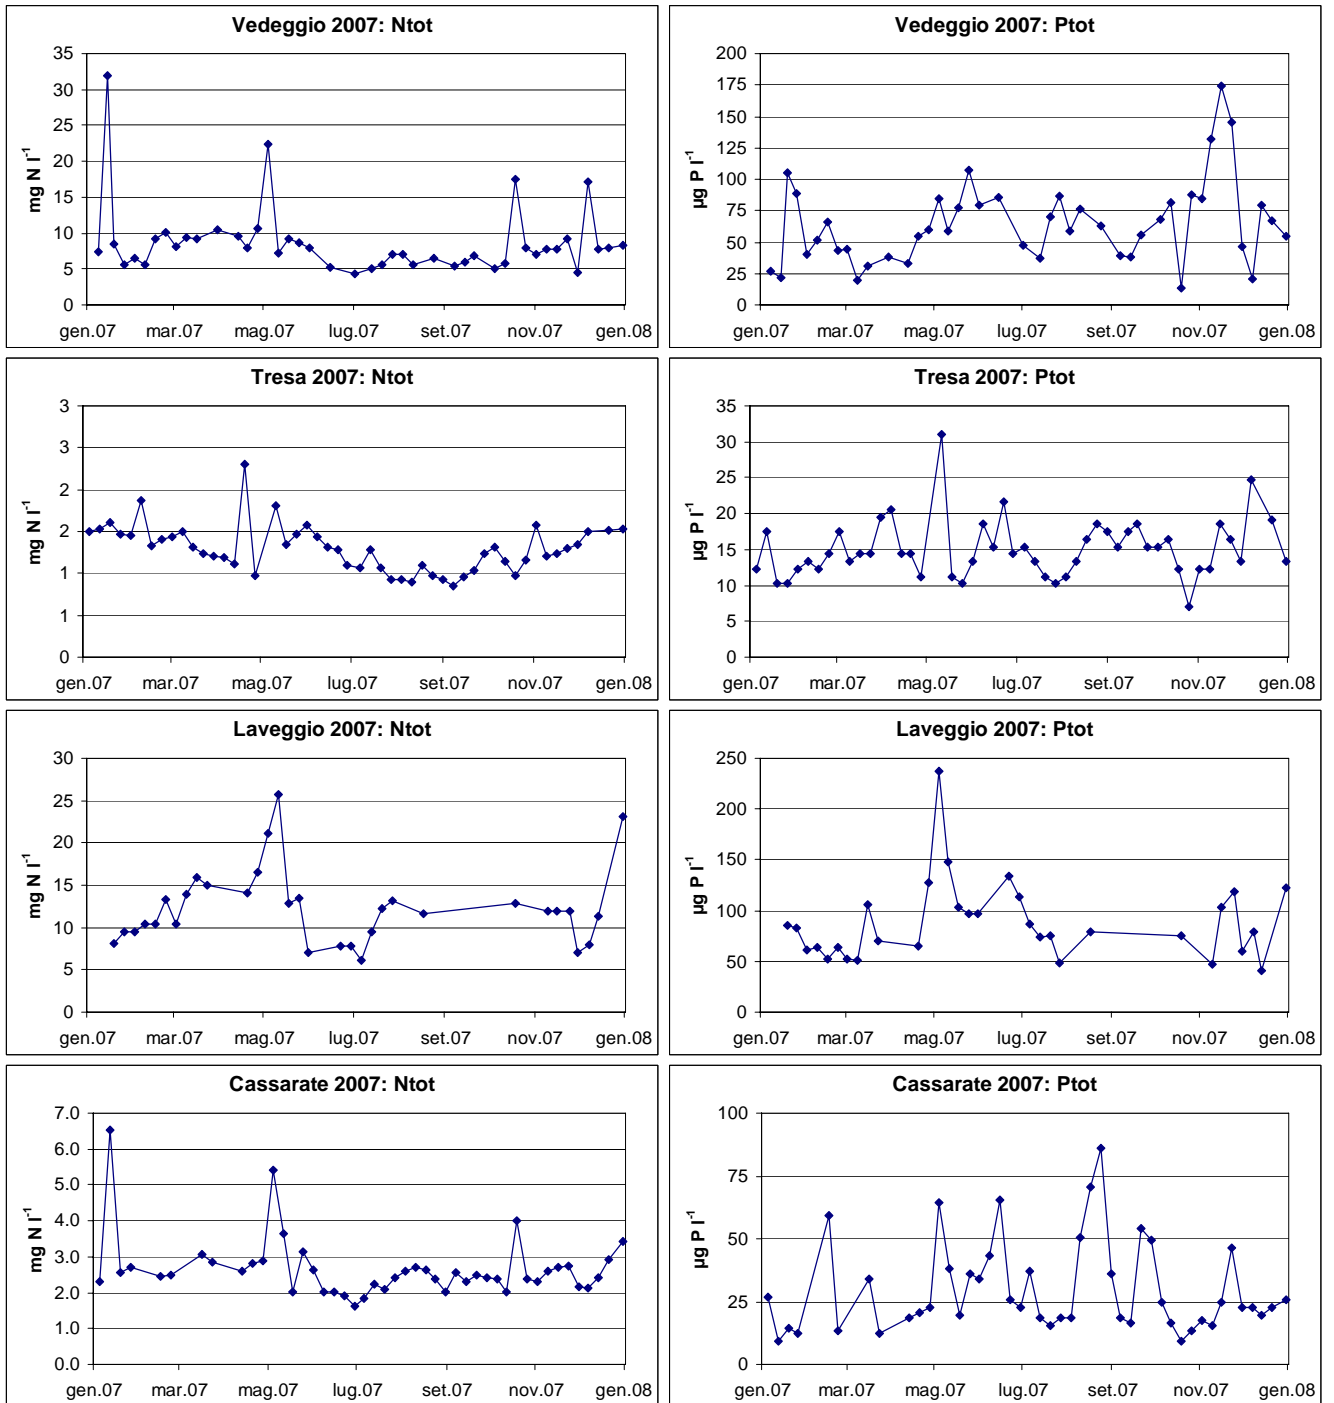 Vedeggio 2007: Ntot
35
30
25
20
15
10
5
0
mg N l-1
gen.07 mar.07 mag.07 lug.07 set.07 nov.07 gen.08
Vedeggio 2007: Ptot
200
175
150
125
100
75
50
25
0
µg P l-1
gen.07 mar.07 mag.07 lug.07 set.07 nov.07 gen.08
Tresa 2007: Ntot
3
3
2
2
1
1
0
mg N l-1
gen.07 mar.07 mag.07 lug.07 set.07 nov.07 gen.08
Tresa 2007: Ptot
35
30
25
20
15
10
5
0
µg P l-1
gen.07 mar.07 mag.07 lug.07 set.07 nov.07 gen.08
Laveggio 2007: Ntot
30
25
20
15
10
5
0
mg N l-1
gen.07 mar.07 mag.07 lug.07 set.07 nov.07 gen.08
Laveggio 2007: Ptot
250
200
150
100
50
0
µg P l-1
gen.07 mar.07 mag.07 lug.07 set.07 nov.07 gen.08
Cassarate 2007: Ntot
7.0
6.0
5.0
4.0
3.0
2.0
1.0
0.0
mg N l-1
gen.07 mar.07 mag.07 lug.07 set.07 nov.07 gen.08
Cassarate 2007: Ptot
100
75
50
25
0
µg P l-1
gen.07 mar.07 mag.07 lug.07 set.07 nov.07 gen.08